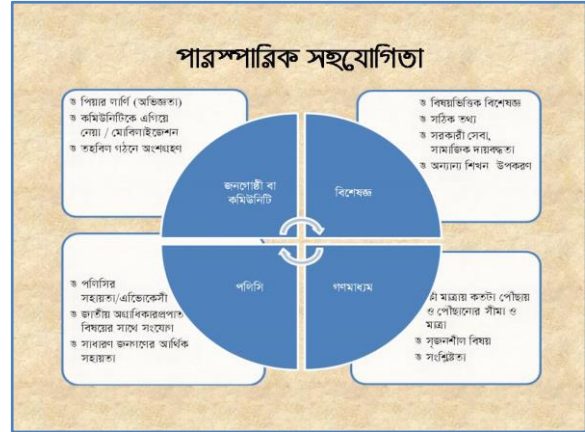 পারস্পারিক সহযোগিতা
পিয়ার লার্ণি (অভিজ্ঞতা)
কমিউনিটিকে এগিয়ে
নেয়া / মোবিলাইজেশন
তহবিল গঠনে অংশগ্রহণ
বিষয়ভিত্তিক বিশেষজ্ঞ
সঠিক তথ্য
সরকারী সেবা,
সামাজিক দায়বদ্ধতা
অন্যান্য শিখন উপকরণ
জনগোষ্ঠী বা
কমিউনিটি
বিশেষজ্ঞ
পলিসি
গণমাধ্যম
পলিসির
সহায়তা/এভোকেসী
জাতীয় অগ্রাধিকারপ্রপাত
বিষয়ের সাথে সংযোগ
সাধারণ জনগণের আর্থিক
সহায়তা
মাত্রায় কতটা পৌঁছায়
ও পৌঁছানোর সীমা ও
মাত্রা
সৃজনশীল বিষয়
সংশ্লিষ্টতা